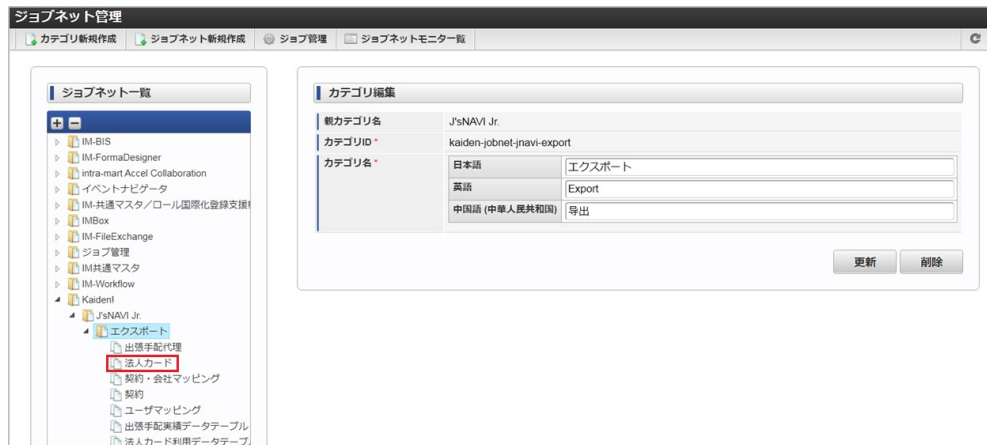 ジョブネット管理
カテゴリ新規作成 ジョブネット新規作成 ジョブ管理 ジョブネットモニタ一覧
ジョブネット一覧
IM-BIS
IM-FormaDesigner
intra-mart Accel Collaboration
イベントナビゲータ
IM-共通マスタ／ロール国際化登録支援
IMBox
IM-FileExchange
ジョブ管理
IM共通マスタ
IM-Workflow
Kaiden!
J'sNAVI Jr.
エクスポート
出張手配代理
法人カード
契約・会社マッピング
契約
ユーザマッピング
出張手配実績データテーブル
法人カード利用データテーブ
カテゴリ編集
親カテゴリ名 J'sNAVI Jr.
カテゴリID * kaiden-jobnet-jnavi-export
カテゴリ名 * 日本語 エクスポート
英語 Export
中国語 (中華人民共和国) 导出
更新 削除